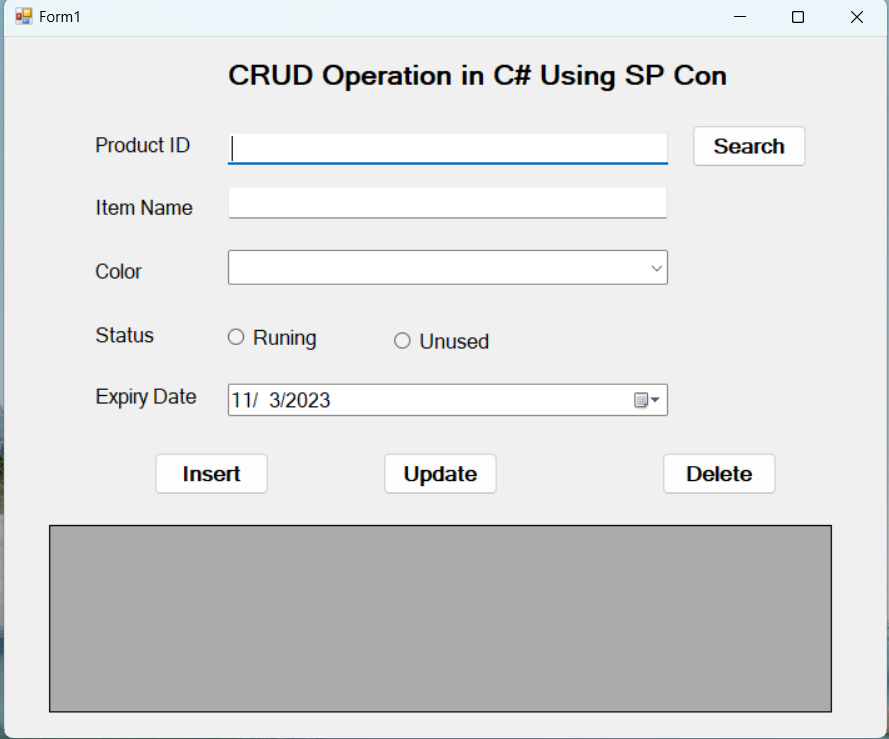 Form1
CRUD Operation in C# Using SP Con
Product ID
Search
Item Name
Color
Status
Runing
Unused
Expiry Date
11/ 3/2023
Insert
Update
Delete